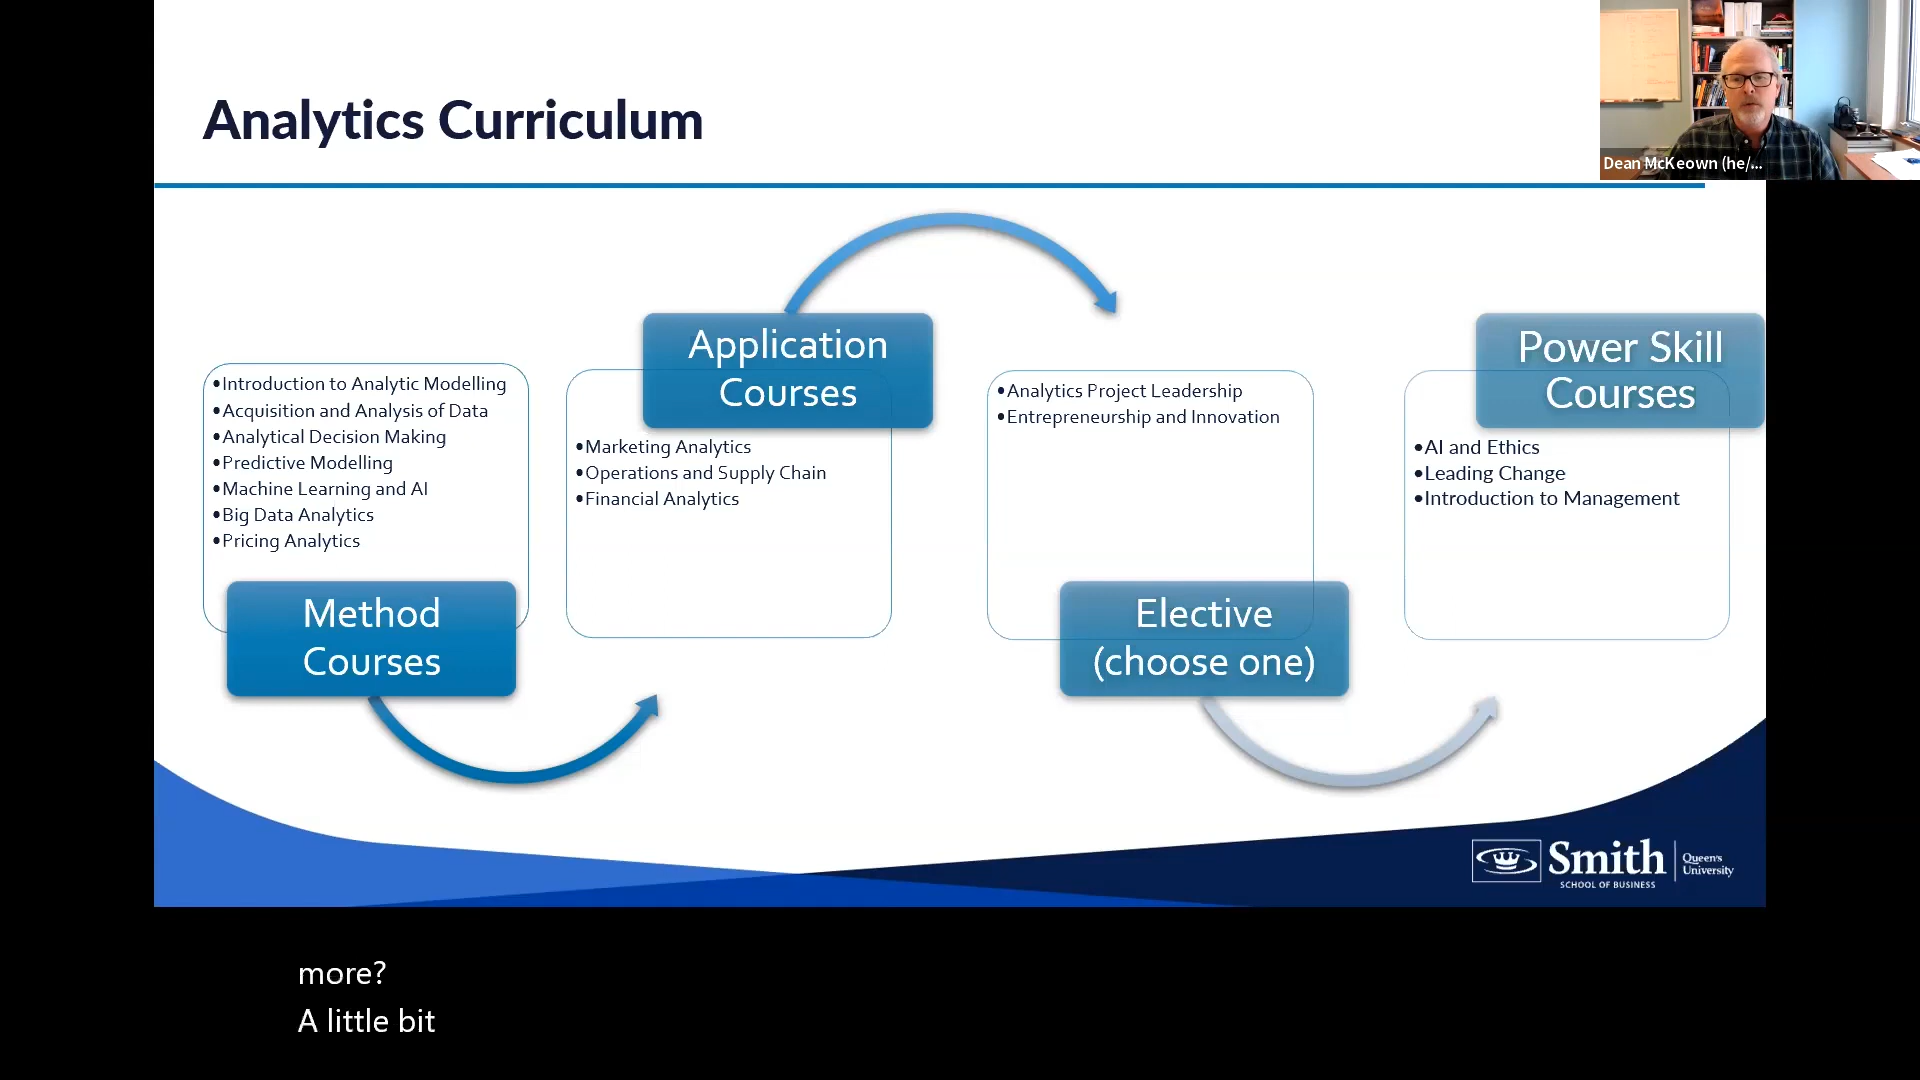 Analytics Curriculum
Dean McKeown (he/...
•Introduction to Analytic Modelling
•Acquisition and Analysis of Data
•Analytical Decision Making
•Predictive Modelling
•Machine Learning and AI
•Big Data Analytics
•Pricing Analytics
Method
Courses
Application
Courses
•Marketing Analytics
•Operations and Supply Chain
•Financial Analytics
•Analytics Project Leadership
•Entrepreneurship and Innovation
Elective
(choose one)
Power Skill
Courses
•AI and Ethics
•Leading Change
•Introduction to Management
Smith
SCHOOL OF BUSINESS
Queen's
University
more?
A little bit